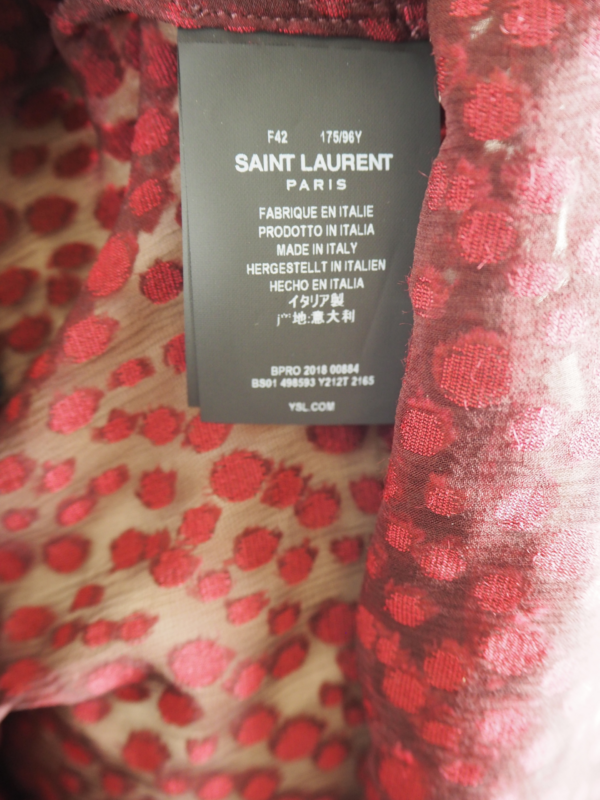 F42 175/96Y
SAINT LAURENT
PARIS
FABRIQUE EN ITALIE
PRODOTTO IN ITALIA
MADE IN ITALY
HERGESTELLT IN ITALIEN
HECHO EN ITALIA
イタリア製
地:意大利
BPRO 2018 00884
BS01 498593 Y212T 2165
YSL.COM